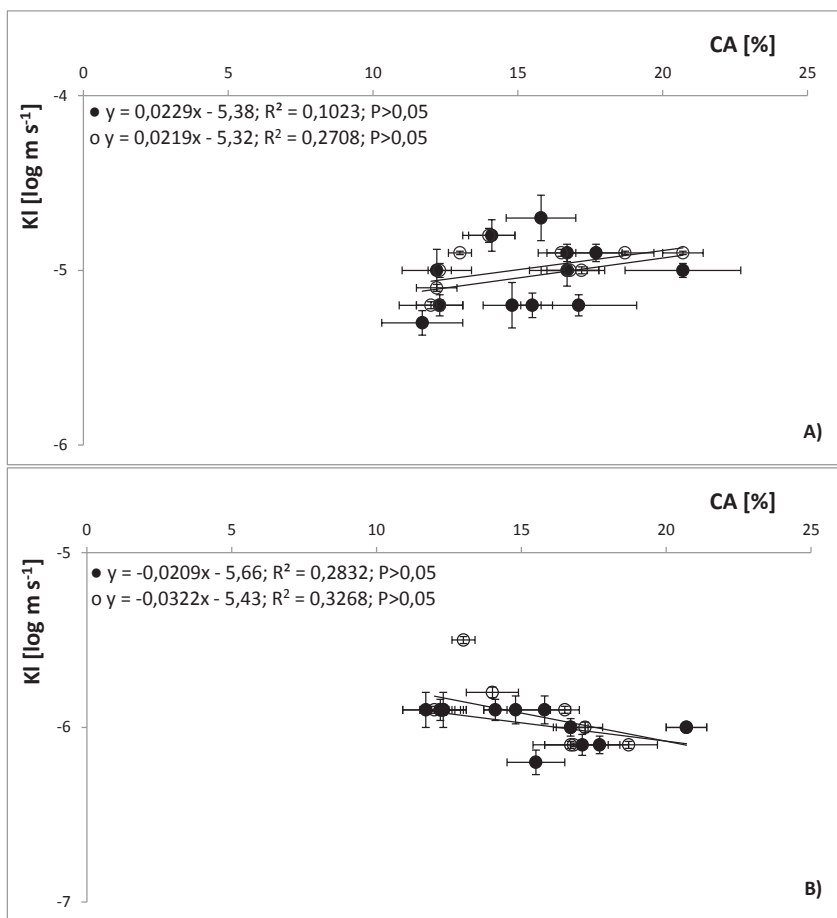 CA [%]
0 5 10 15 20 25
-4
● y = 0,0229x - 5,38; R² = 0,1023; P>0,05
o y = 0,0219x - 5,32; R² = 0,2708; P>0,05
Kl [log m s⁻¹]
-5
-6
A)
CA [%]
0 5 10 15 20 25
-5
● y = -0,0209x - 5,66; R² = 0,2832; P>0,05
o y = -0,0322x - 5,43; R² = 0,3268; P>0,05
Kl [log m s⁻¹]
-6
-7
B)